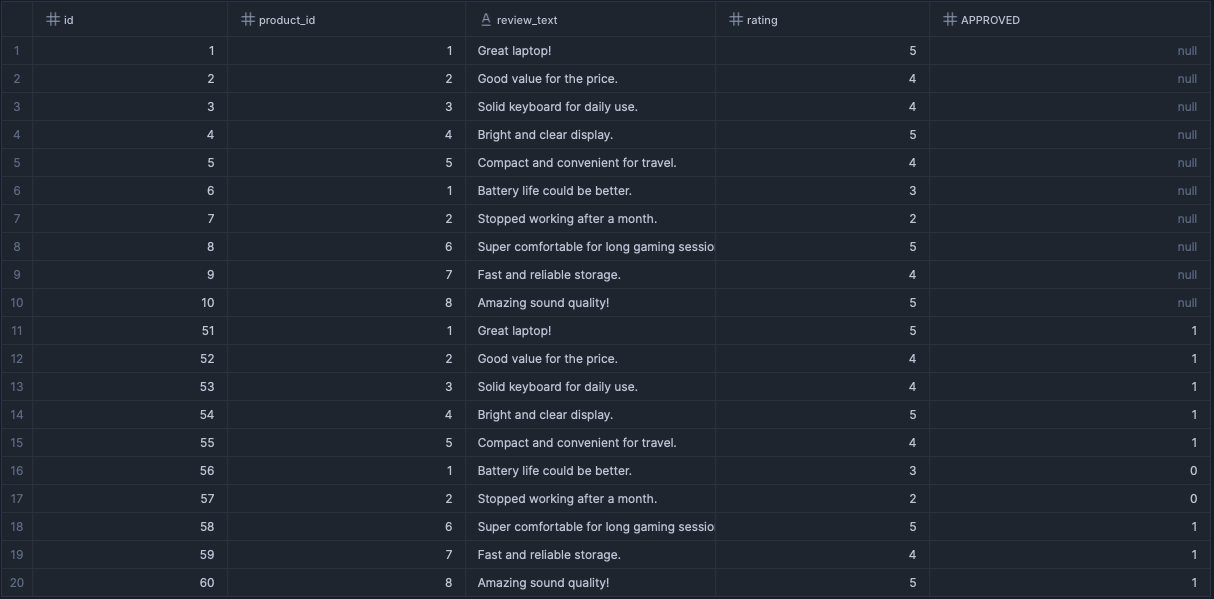 id product_id review_text rating APPROVED
1 1 1 Great laptop! 5 null
2 2 2 Good value for the price. 4 null
3 3 3 Solid keyboard for daily use. 4 null
4 4 4 Bright and clear display. 5 null
5 5 5 Compact and convenient for travel. 4 null
6 6 1 Battery life could be better. 3 null
7 7 2 Stopped working after a month. 2 null
8 8 6 Super comfortable for long gaming sessio 5 null
9 9 7 Fast and reliable storage. 4 null
10 10 8 Amazing sound quality! 5 null
11 51 1 Great laptop! 5 1
12 52 2 Good value for the price. 4 1
13 53 3 Solid keyboard for daily use. 4 1
14 54 4 Bright and clear display. 5 1
15 55 5 Compact and convenient for travel. 4 1
16 56 1 Battery life could be better. 3 0
17 57 2 Stopped working after a month. 2 0
18 58 6 Super comfortable for long gaming sessio 5 1
19 59 7 Fast and reliable storage. 4 1
20 60 8 Amazing sound quality! 5 1